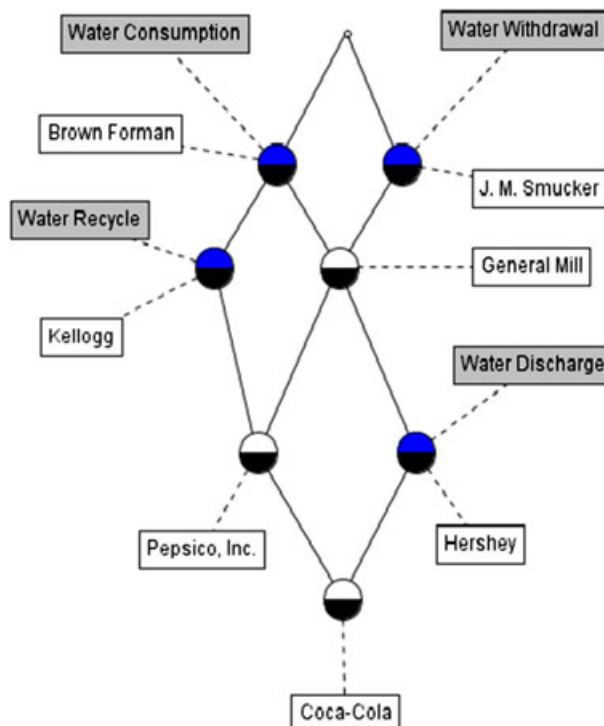 Water Consumption
Water Withdrawal
Brown Forman
J. M. Smucker
Water Recycle
General Mill
Kellogg
Water Discharge
Pepsico, Inc.
Hershey
Coca-Cola